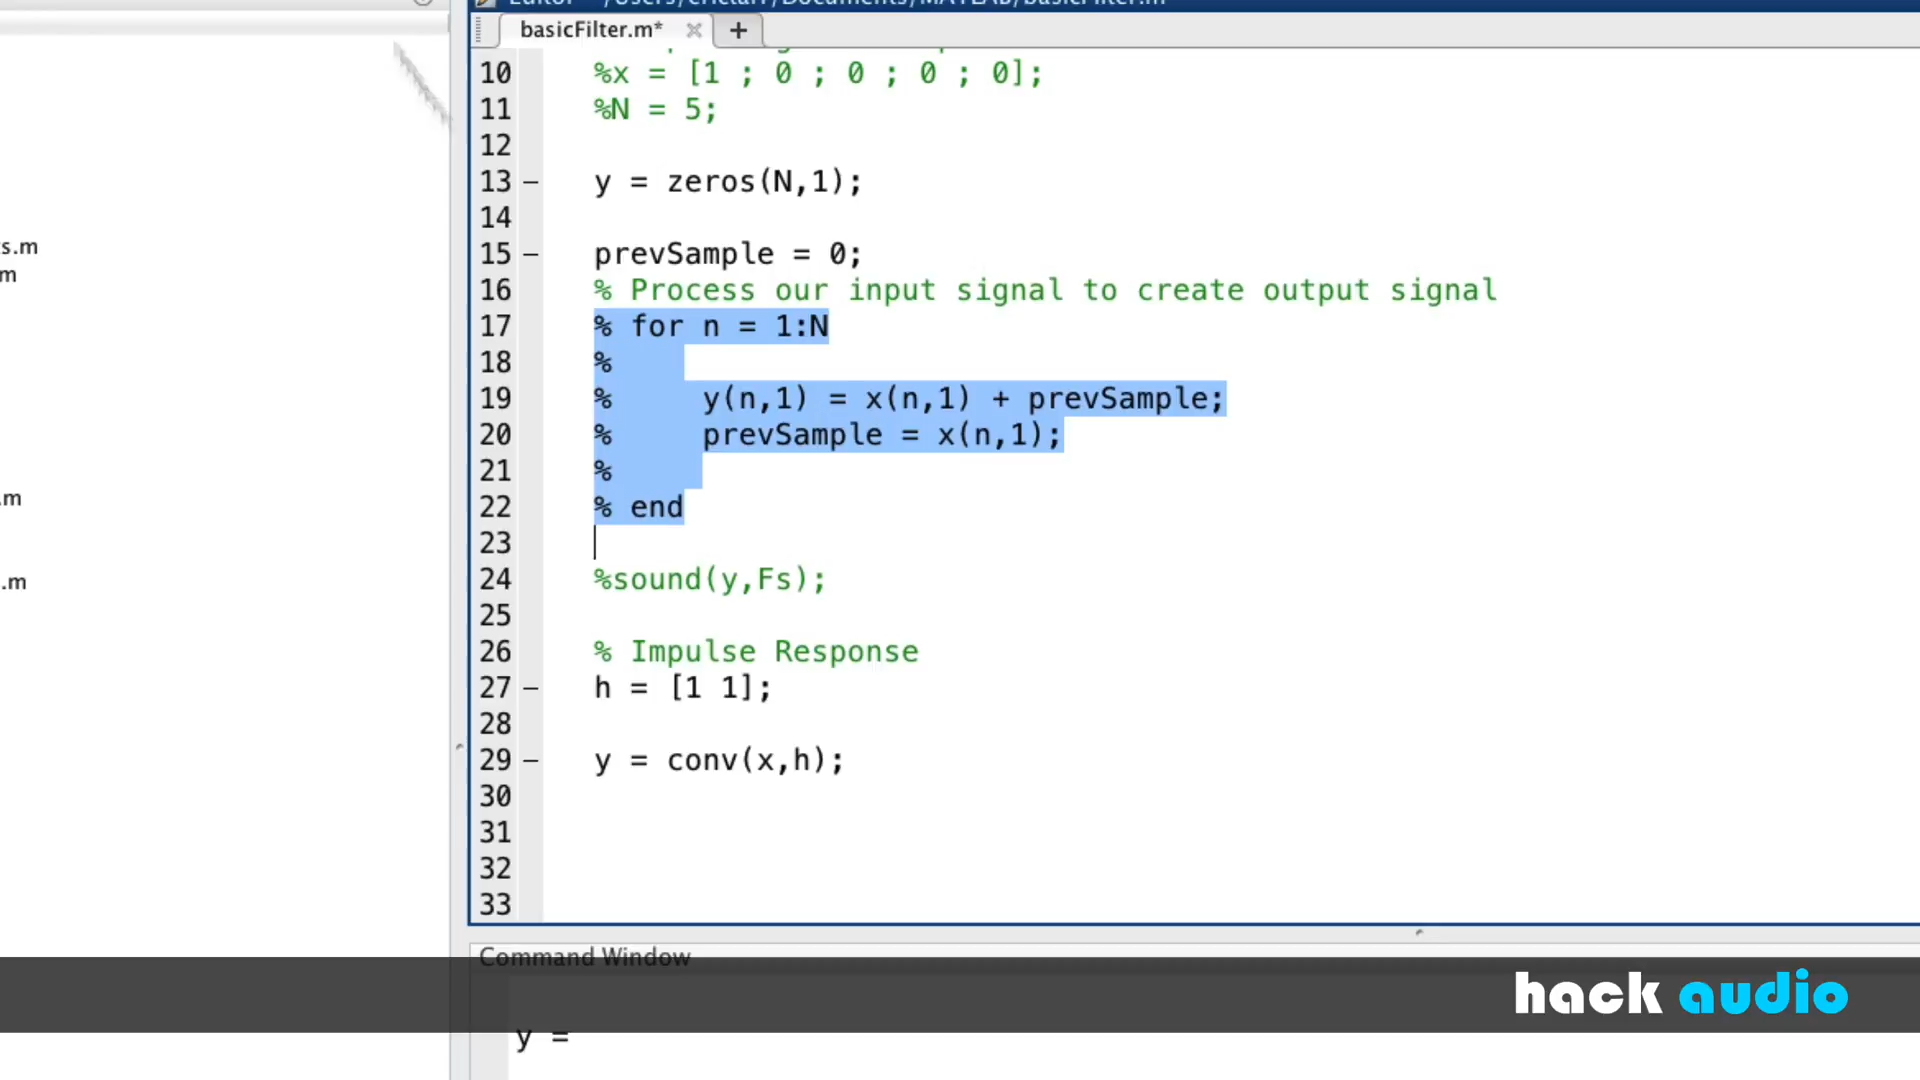 basicFilter.m* × +
10 %x = [1 ; 0 ; 0 ; 0 ; 0];
11 %N = 5;
12
13 – y = zeros(N,1);
14
15 – prevSample = 0;
16 % Process our input signal to create output signal
17 % for n = 1:N
18 %
19 %     y(n,1) = x(n,1) + prevSample;
20 %     prevSample = x(n,1);
21 %
22 % end
23
24 %sound(y,Fs);
25
26 % Impulse Response
27 – h = [1 1];
28
29 – y = conv(x,h);
30
31
32
33
s.m
m
.m
.m
Command Window
hack audio
y =